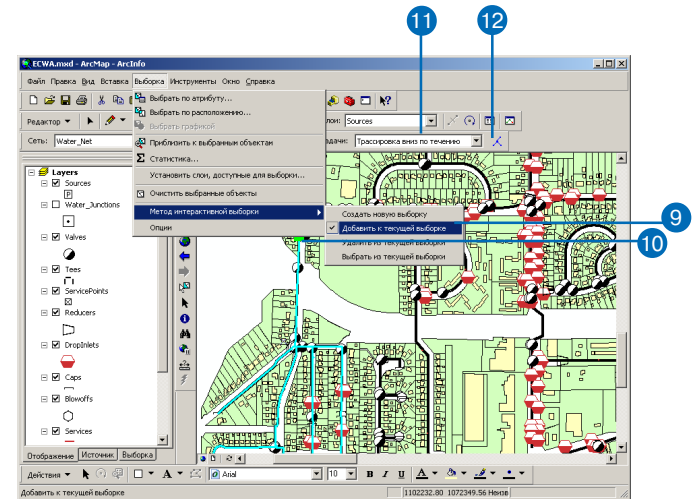 11 12
ECWA.mxd - ArcMap - ArcInfo
Файл Правка Вид Вставка Выборка Инструменты Окно Справка
Выбрать по атрибуту...
Редактор Выбрать по расположению... лои: Sources
Выбрать графикой
Сеть: Water_Net Приблизить к выбранным объектам дачи: Трассировка вниз по течению
Σ Статистика...
Установить слои, доступные для выборки...
Очистить выбранные объекты
Метод интерактивной выборки
Опции
Создать новую выборку
Добавить к текущей выборке 9
Удалить из текущей выборки 10
Выбрать из текущей выборки
Layers
Sources
Water_Junctions
Valves
Tees
ServicePoints
Reducers
DropInlets
Caps
Blowoffs
Services
Отображение Источник Выборка
Действия A Arial 10 B I U A
Добавить к текущей выборке 1102232.80 1072349.56 Неизв